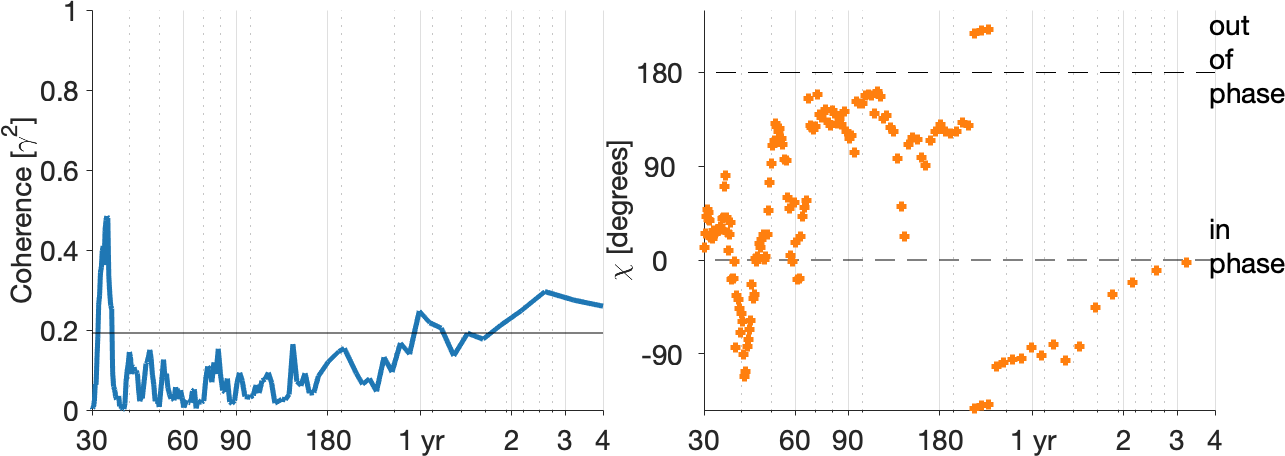 Coherence [γ²]
1
0.8
0.6
0.4
0.2
0
30 60 90 180 1 yr 2 3 4
χ [degrees]
180
90
0
-90
30 60 90 180 1 yr 2 3 4
out
of
phase
in
phase